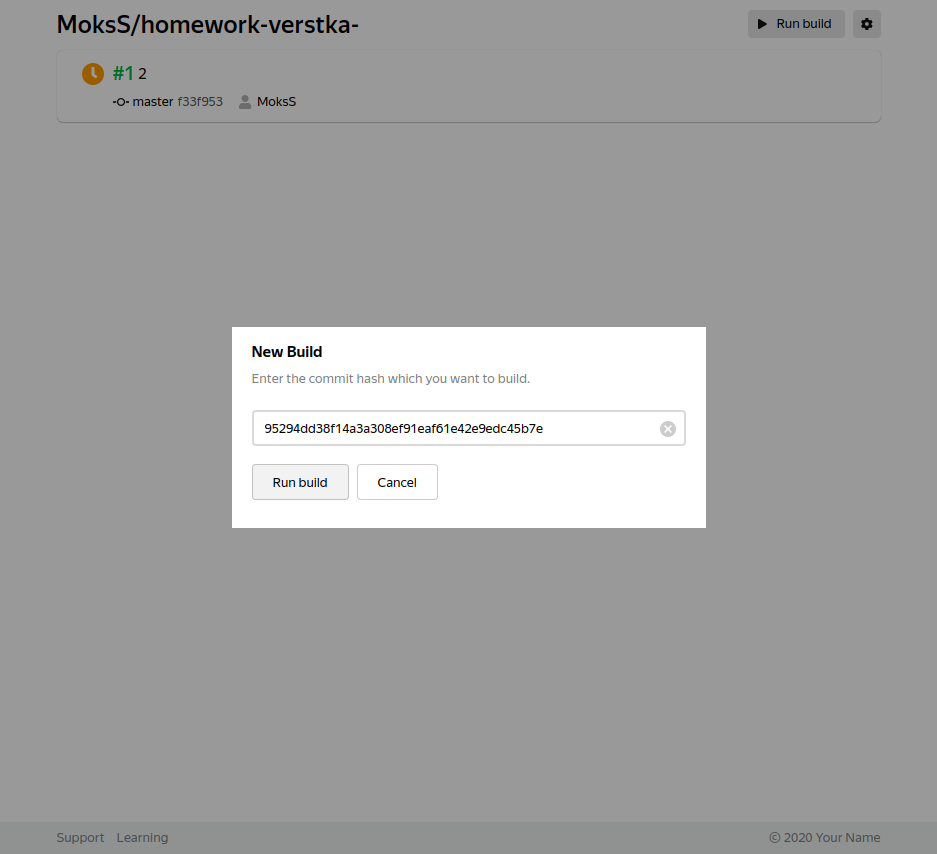 MoksS/homework-verstka-
Run build
#1 2
master f33f953 MoksS
New Build
Enter the commit hash which you want to build.
95294dd38f14a3a308ef91eaf61e42e9edc45b7e
Run build Cancel
Support Learning © 2020 Your Name